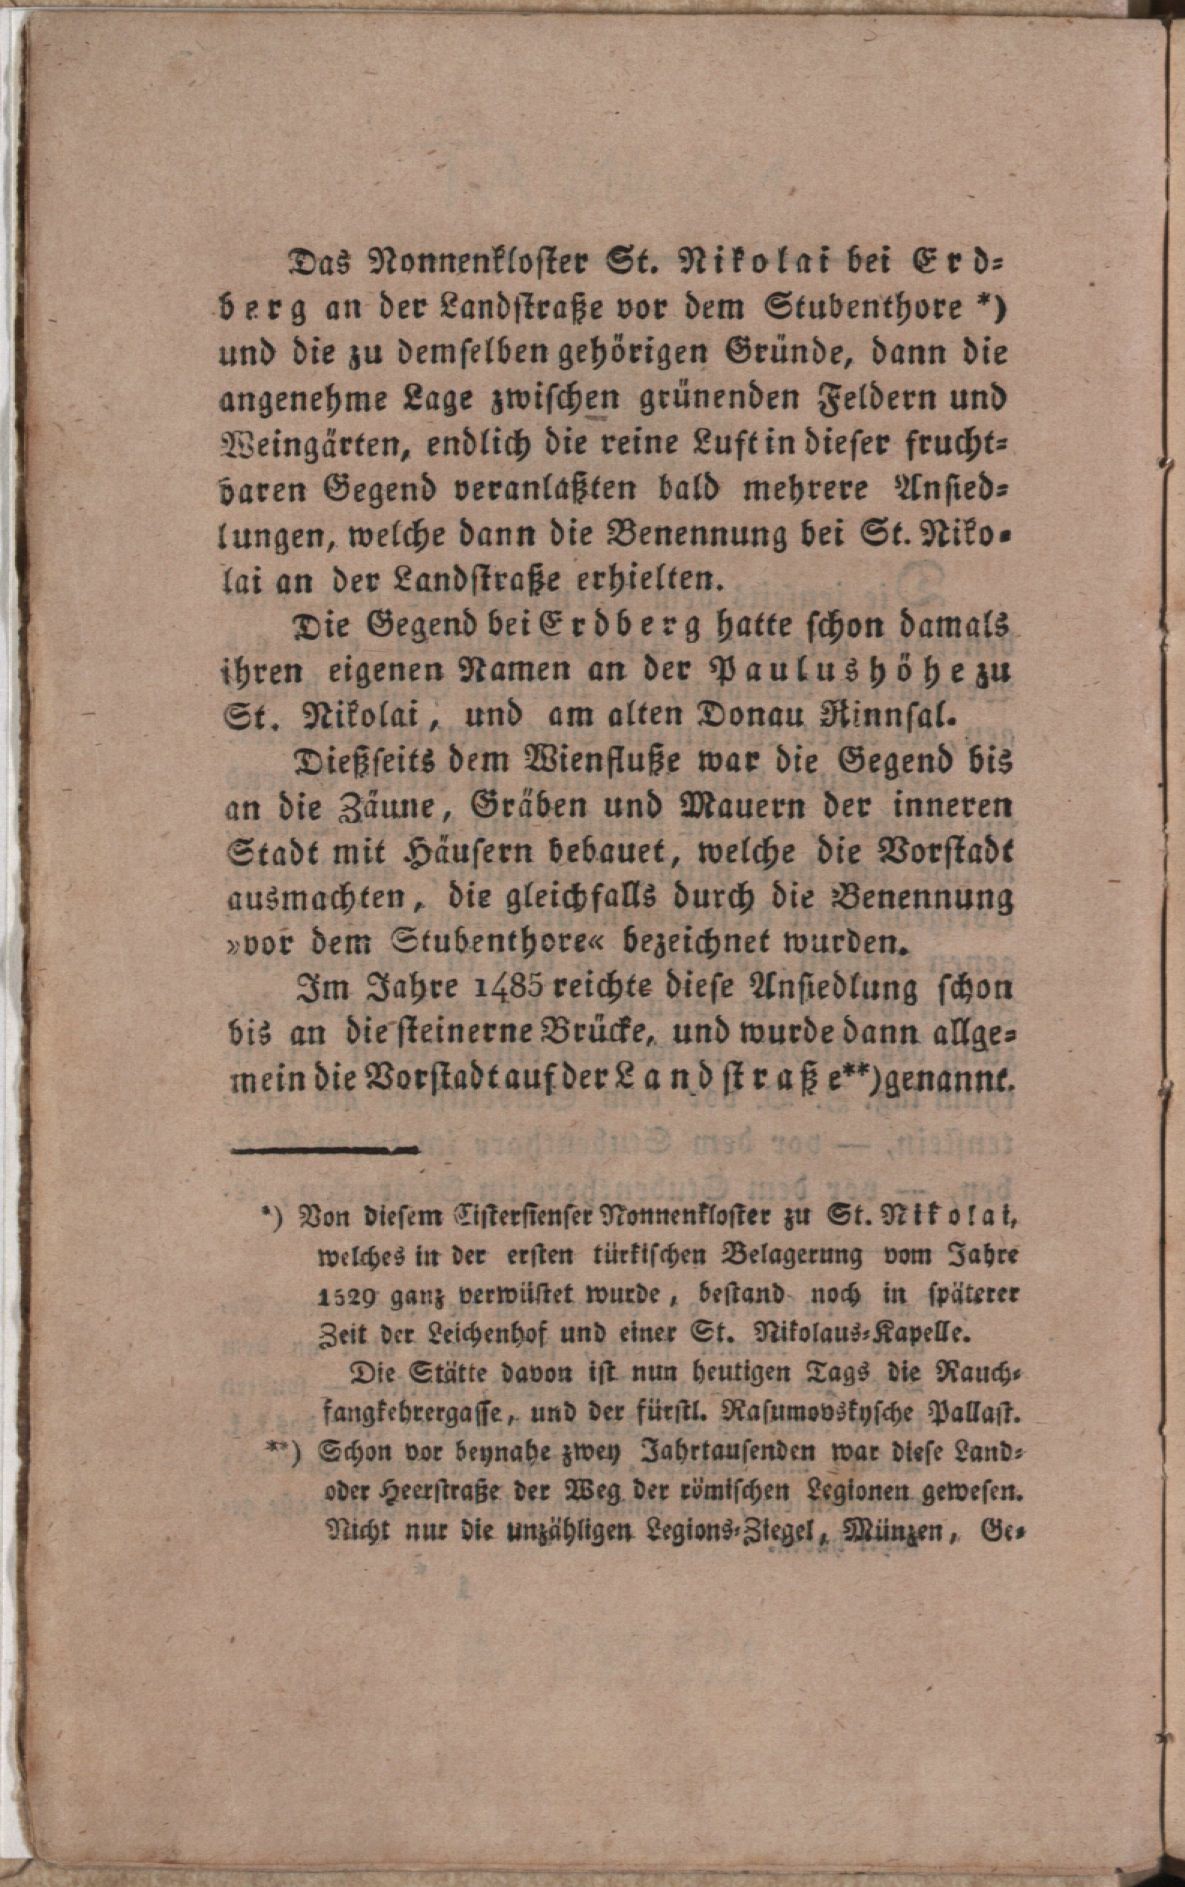 Das Nonnenkloster St. Nikolai bei Erd-
berg an der Landstraße vor dem Stubenthore *)
und die zu demselben gehörigen Gründe, dann die
angenehme Lage zwischen grünenden Feldern und
Weingärten, endlich die reine Luft in dieser frucht-
baren Gegend veranlaßten bald mehrere Ansied-
lungen, welche dann die Benennung bei St. Niko-
lai an der Landstraße erhielten.
Die Gegend bei Erdberg hatte schon damals
ihren eigenen Namen an der Paulushöhe zu
St. Nikolai, und am alten Donau Rinnsal.
Dießseits dem Wienfluße war die Gegend bis
an die Zäune, Gräben und Mauern der inneren
Stadt mit Häusern bebauet, welche die Vorstadt
ausmachten, die gleichfalls durch die Benennung
»vor dem Stubenthore« bezeichnet wurden.
Im Jahre 1485 reichte diese Ansiedlung schon
bis an die steinerne Brücke, und wurde dann allge-
mein die Vorstadt auf der Landstraße**) genannt.
*) Von diesem Cisterstenser Nonnenkloster zu St. Nikolai,
welches in der ersten türkischen Belagerung vom Jahre
1529 ganz verwüstet wurde, bestand noch in späterer
Zeit der Leichenhof und einer St. Nikolaus-Kapelle.
Die Stätte davon ist nun heutigen Tags die Rauch-
fangkehrergasse, und der fürstl. Rasumovskysche Pallast.
**) Schon vor beynahe zwey Jahrtausenden war diese Land-
oder Heerstraße der Weg der römischen Legionen gewesen.
Nicht nur die unzähligen Legions-Ziegel, Münzen, Ge-